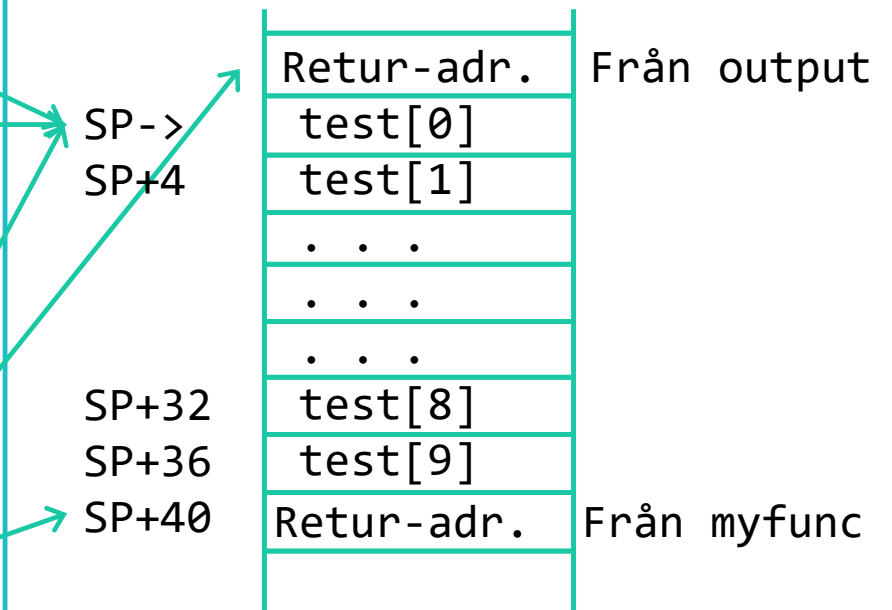 Retur-adr. Från output
SP-> test[0]
SP+4 test[1]
. . .
. . .
. . .
SP+32 test[8]
SP+36 test[9]
SP+40 Retur-adr. Från myfunc